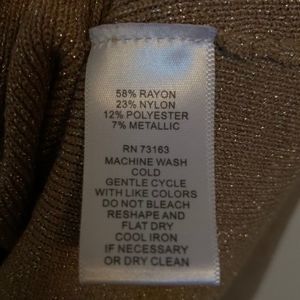 58% RAYON
23% NYLON
12% POLYESTER
7% METALLIC
RN 73163
MACHINE WASH
COLD
GENTLE CYCLE
WITH LIKE COLORS
DO NOT BLEACH
RESHAPE AND
FLAT DRY
COOL IRON
IF NECESSARY
OR DRY CLEAN